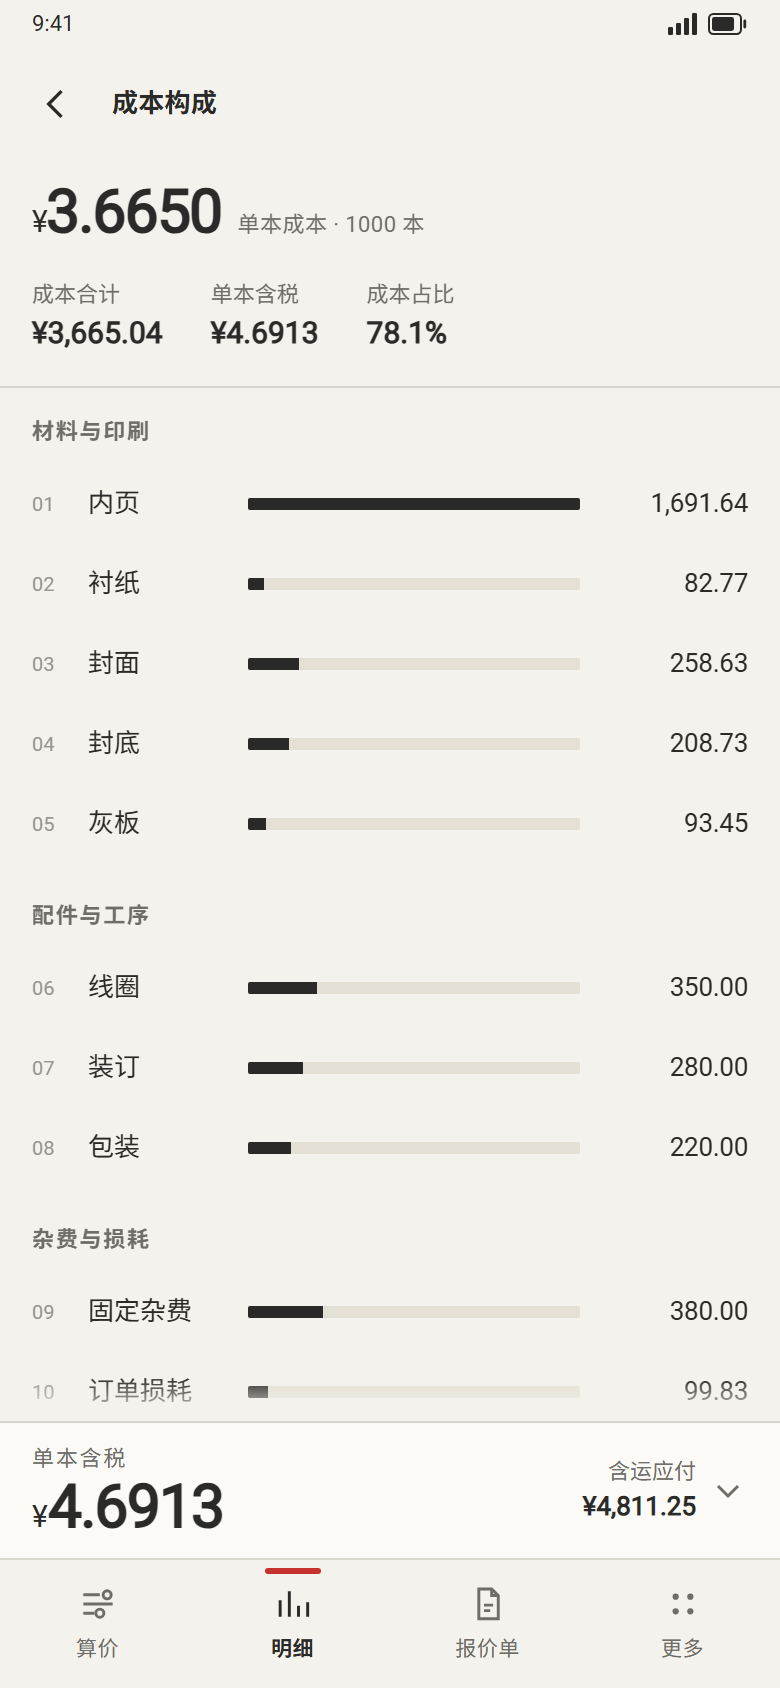 9:41
成本构成
¥3.6650 单本成本 · 1000 本
成本合计 单本含税 成本占比
¥3,665.04 ¥4.6913 78.1%
材料与印刷
01 内页 1,691.64
02 衬纸 82.77
03 封面 258.63
04 封底 208.73
05 灰板 93.45
配件与工序
06 线圈 350.00
07 装订 280.00
08 包装 220.00
杂费与损耗
09 固定杂费 380.00
10 订单损耗 99.83
单本含税 含运应付
¥4.6913 ¥4,811.25
算价 明细 报价单 更多